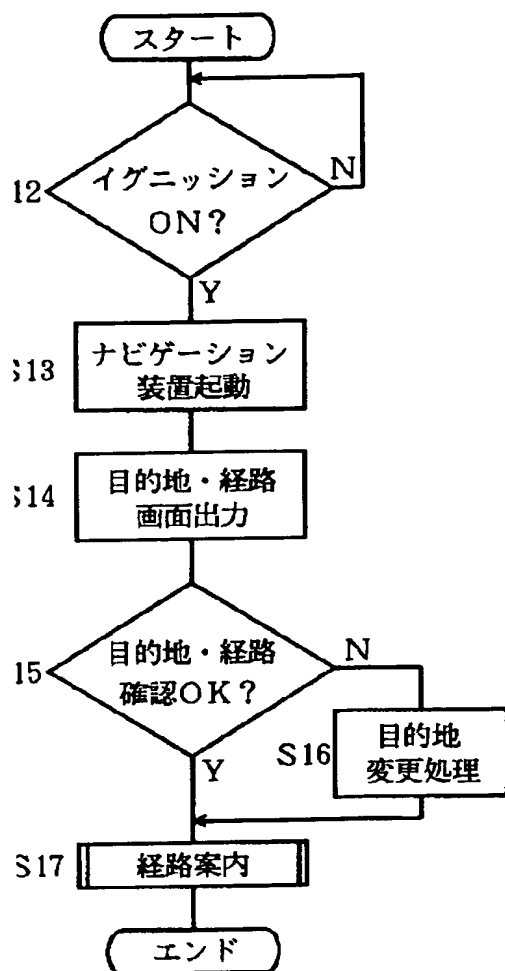 スタート
イグニッション
ON?
N
12
Y
S13
ナビゲーション
装置起動
S14
目的地・経路
画面出力
15
目的地・経路
確認OK?
N
Y
S16
目的地
変更処理
S17
経路案内
エンド